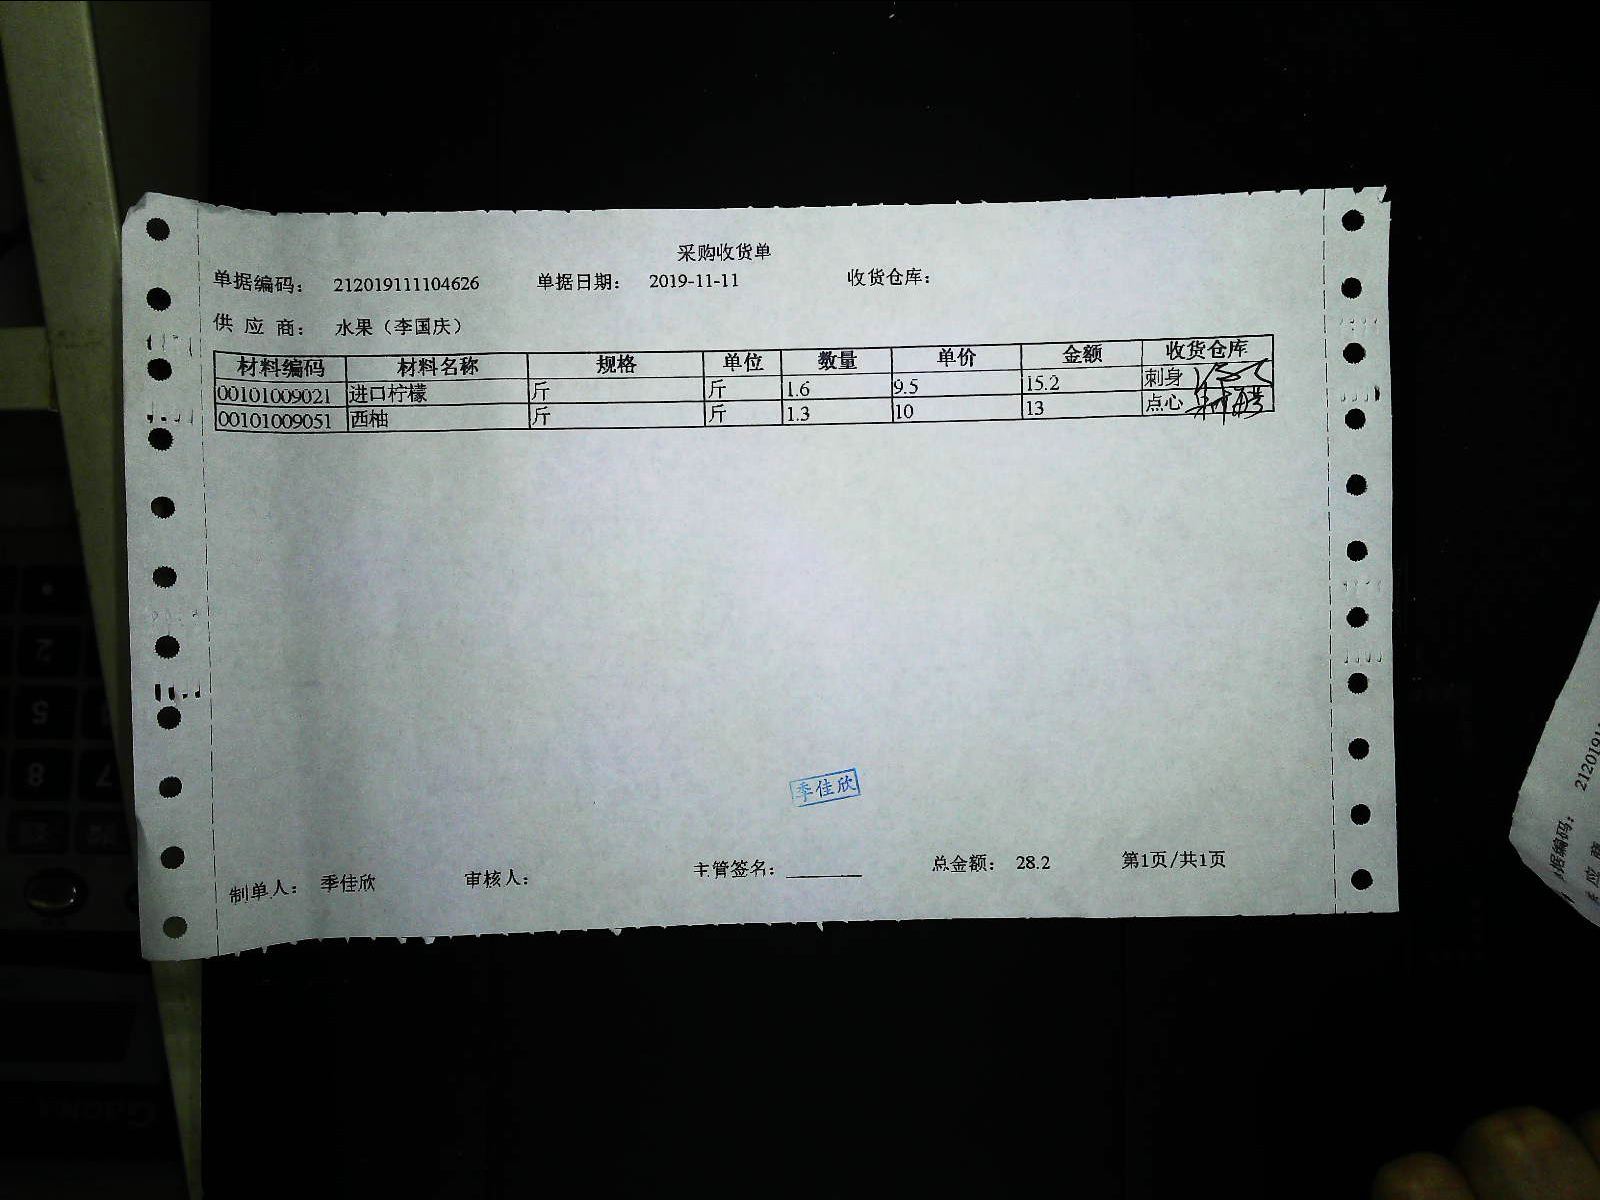 采购收货单
单据编码： 212019111104626 单据日期： 2019-11-11 收货仓库：
供 应 商： 水果（李国庆）
材料编码 材料名称 规格 单位 数量 单价 金额 收货仓库
00101009021 进口柠檬 斤 斤 1.6 9.5 15.2 刺身
00101009051 西柚 斤 斤 1.3 10 13 点心
季佳欣
制单人： 季佳欣 审核人： 主管签名： 总金额： 28.2 第1页/共1页